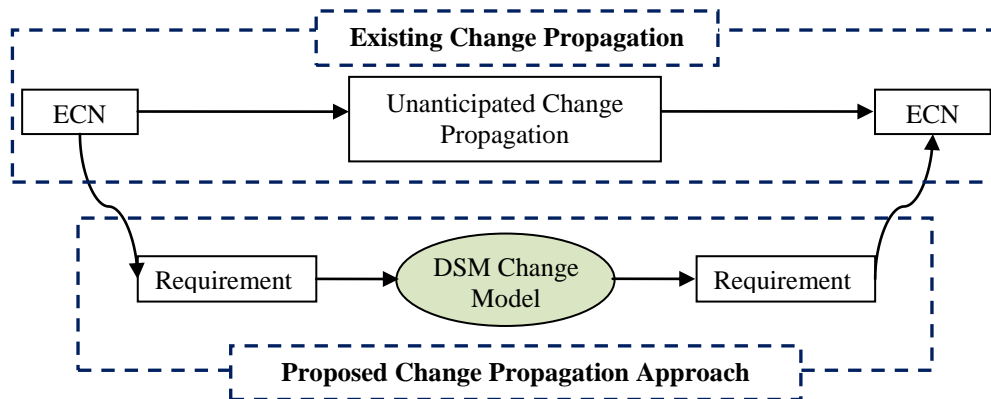 Existing Change Propagation
ECN
Unanticipated Change
Propagation
ECN
Requirement
DSM Change
Model
Requirement
Proposed Change Propagation Approach